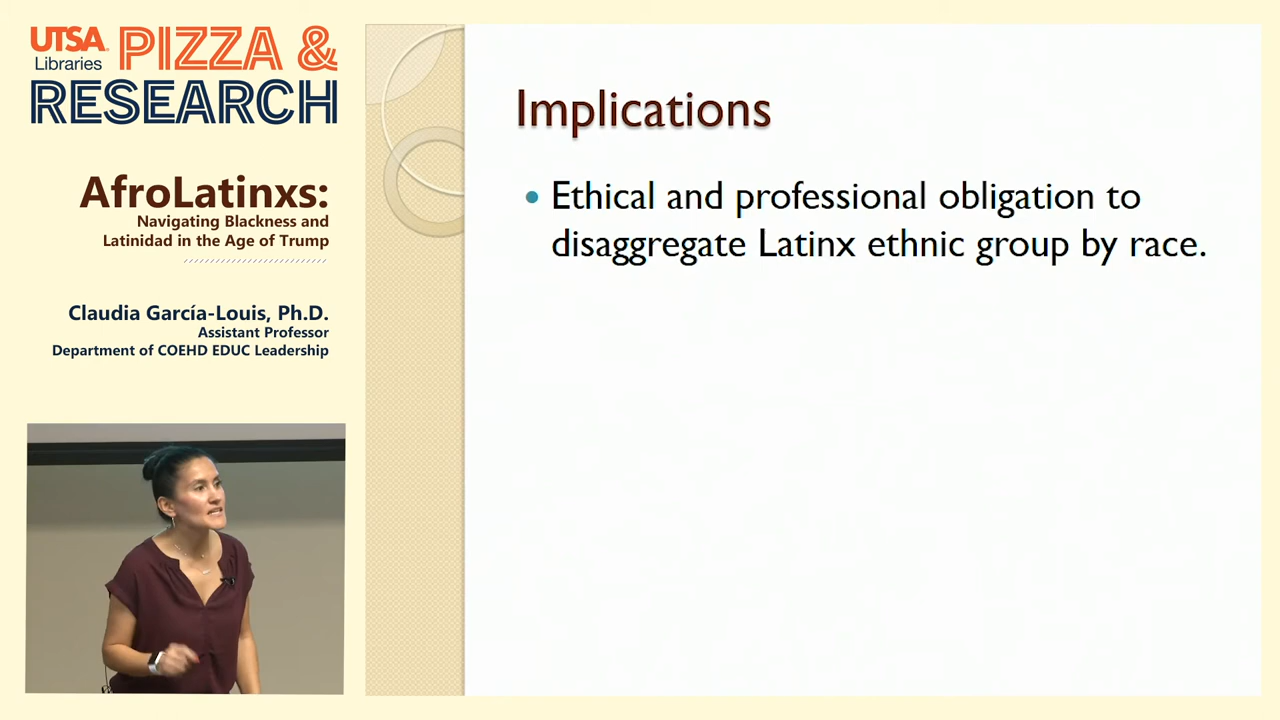 UTSA
Libraries
PIZZA &
RESEARCH
AfroLatinxs:
Navigating Blackness and
Latinidad in the Age of Trump
Claudia García-Louis, Ph.D.
Assistant Professor
Department of COEHD EDUC Leadership
Implications
• Ethical and professional obligation to
disaggregate Latinx ethnic group by race.